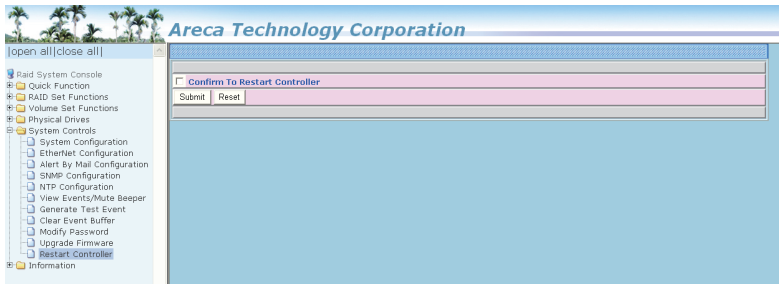 Areca Technology Corporation
|open all|close all|
Raid System Console
Quick Function
RAID Set Functions
Volume Set Functions
Physical Drives
System Controls
System Configuration
EtherNet Configuration
Alert By Mail Configuration
SNMP Configuration
NTP Configuration
View Events/Mute Beeper
Generate Test Event
Clear Event Buffer
Modify Password
Upgrade Firmware
Restart Controller
Information
Confirm To Restart Controller
Submit Reset